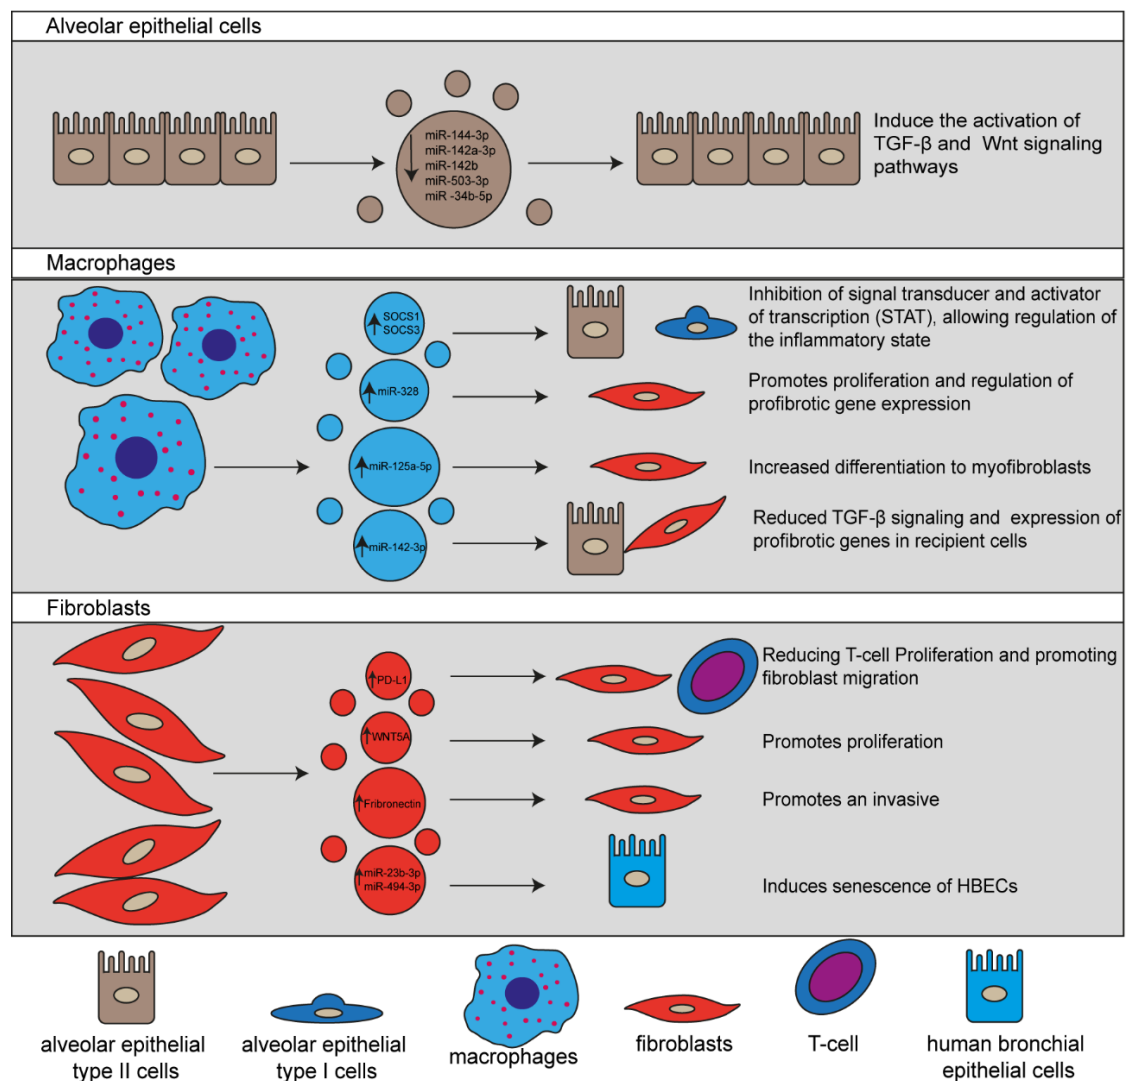 Alveolar epithelial cells
miR-144-3p
miR-142a-3p
miR-142b
miR-503-3p
miR -34b-5p
Induce the activation of
TGF-β and Wnt signaling
pathways
Macrophages
SOCS1
SOCS3
Inhibition of signal transducer and activator
of transcription (STAT), allowing regulation of
the inflammatory state
miR-328
Promotes proliferation and regulation of
profibrotic gene expression
miR-125a-5p
Increased differentiation to myofibroblasts
miR-142-3p
Reduced TGF-β signaling and expression of
profibrotic genes in recipient cells
Fibroblasts
PD-L1
Reducing T-cell Proliferation and promoting
fibroblast migration
WNT5A
Promotes proliferation
Fribronectin
Promotes an invasive
miR-23b-3p
miR-494-3p
Induces senescence of HBECs
alveolar epithelial
type II cells
alveolar epithelial
type I cells
macrophages
fibroblasts
T-cell
human bronchial
epithelial cells